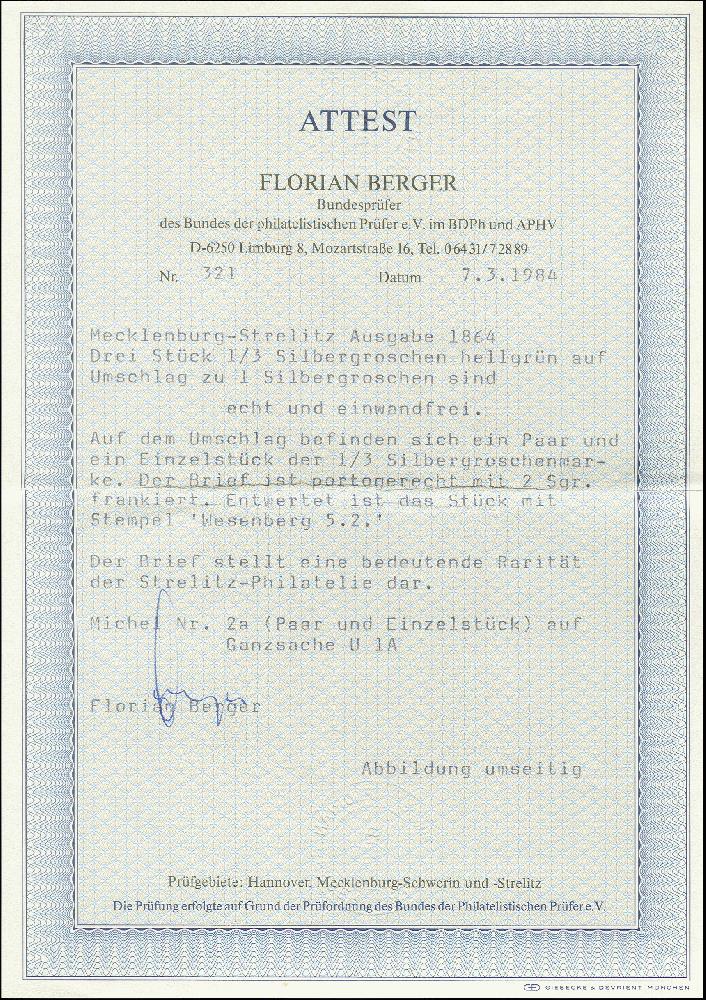 ATTEST
FLORIAN BERGER
Bundesprüfer
des Bundes der philatelistischen Prüfer e.V. im BDPh und APHV
D-6250 Limburg 8, Mozartstraße 16, Tel. 06431/72889
Nr. 321 Datum 7.3.1984
Mecklenburg-Strelitz Ausgabe 1864
Drei Stück 1/3 Silbergroschen hellgrün auf
Umschlag zu 1 Silbergroschen sind
echt und einwandfrei.
Auf dem Umschlag befinden sich ein Paar und
ein Einzelstück der 1/3 Silbergroschenmar-
ke. Der Brief ist portogerecht mit 2 Sgr.
frankiert. Entwertet ist das Stück mit
Stempel 'Wesenberg 5.2.'
Der Brief stellt eine bedeutende Rarität
der Strelitz-Philatelie dar.
Michel Nr. 2a (Paar und Einzelstück) auf
Ganzsache U 1A
Florian Berger
Abbildung umseitig
Prüfgebiete: Hannover, Mecklenburg-Schwerin und -Strelitz
Die Prüfung erfolgte auf Grund der Prüfordnung des Bundes der Philatelistischen Prüfer e.V.
GIESECKE & DEVRIENT MÜNCHEN